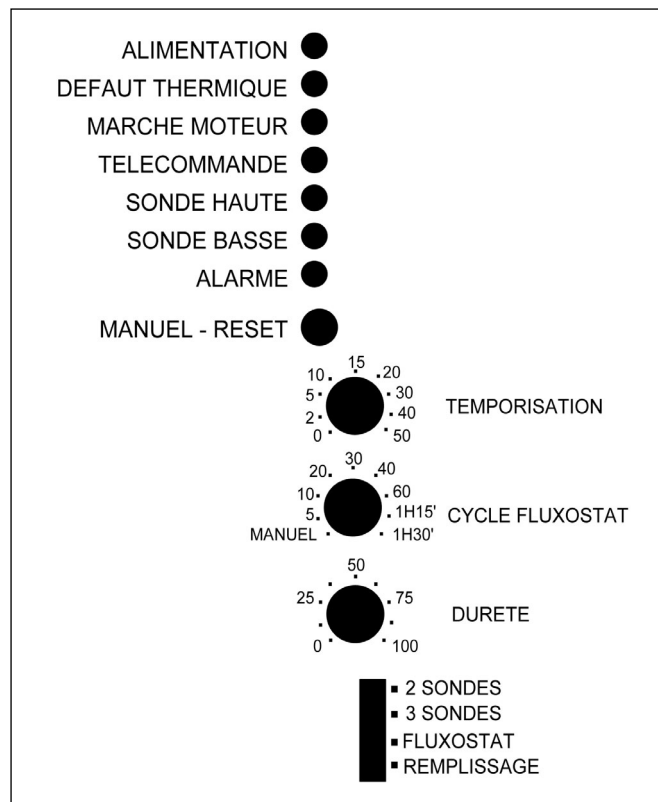 ALIMENTATION
DEFAUT THERMIQUE
MARCHE MOTEUR
TELECOMMANDE
SONDE HAUTE
SONDE BASSE
ALARME
MANUEL - RESET
15
10 20
5 30
2 40
0 50
TEMPORISATION
30
20 40
10 60
5 1H15'
MANUEL 1H30'
CYCLE FLUXOSTAT
50
25 75
0 100
DURETE
2 SONDES
3 SONDES
FLUXOSTAT
REMPLISSAGE